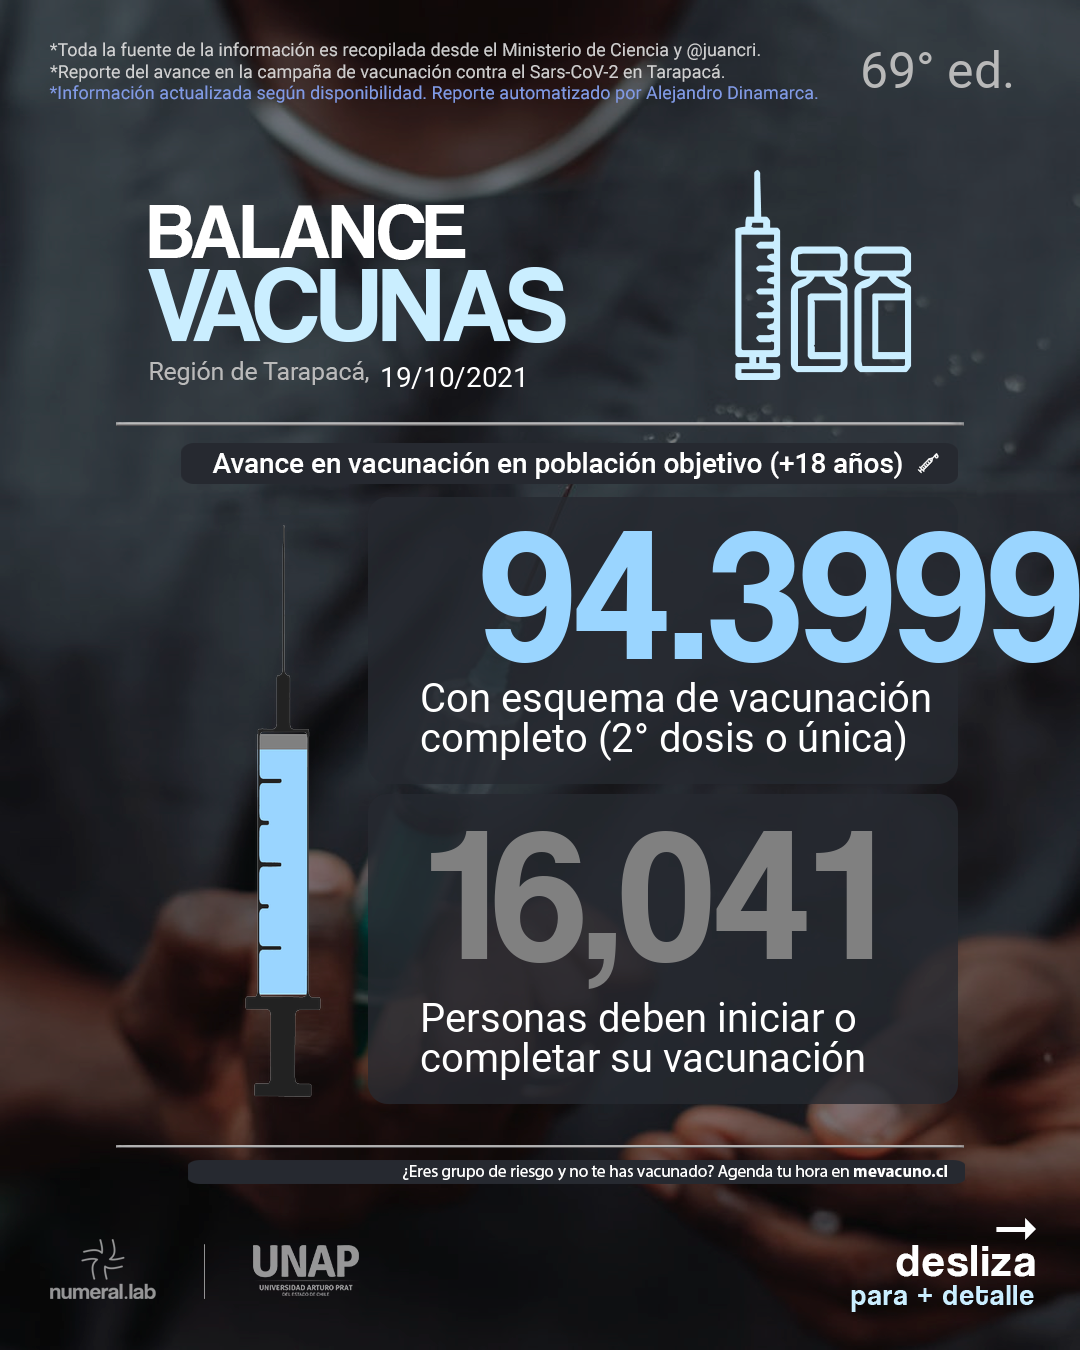 *Toda la fuente de la información es recopilada desde el Ministerio de Ciencia y @juancri.
*Reporte del avance en la campaña de vacunación contra el Sars-CoV-2 en Tarapacá.
*Información actualizada según disponibilidad. Reporte automatizado por Alejandro Dinamarca.
69° ed.
BALANCE
VACUNAS
Región de Tarapacá, 19/10/2021
Avance en vacunación en población objetivo (+18 años)
94.3999
Con esquema de vacunación
completo (2° dosis o única)
16,041
Personas deben iniciar o
completar su vacunación
¿Eres grupo de riesgo y no te has vacunado? Agenda tu hora en mevacuno.cl
numeral.lab
UNAP
UNIVERSIDAD ARTURO PRAT
DEL ESTADO DE CHILE
desliza
para + detalle